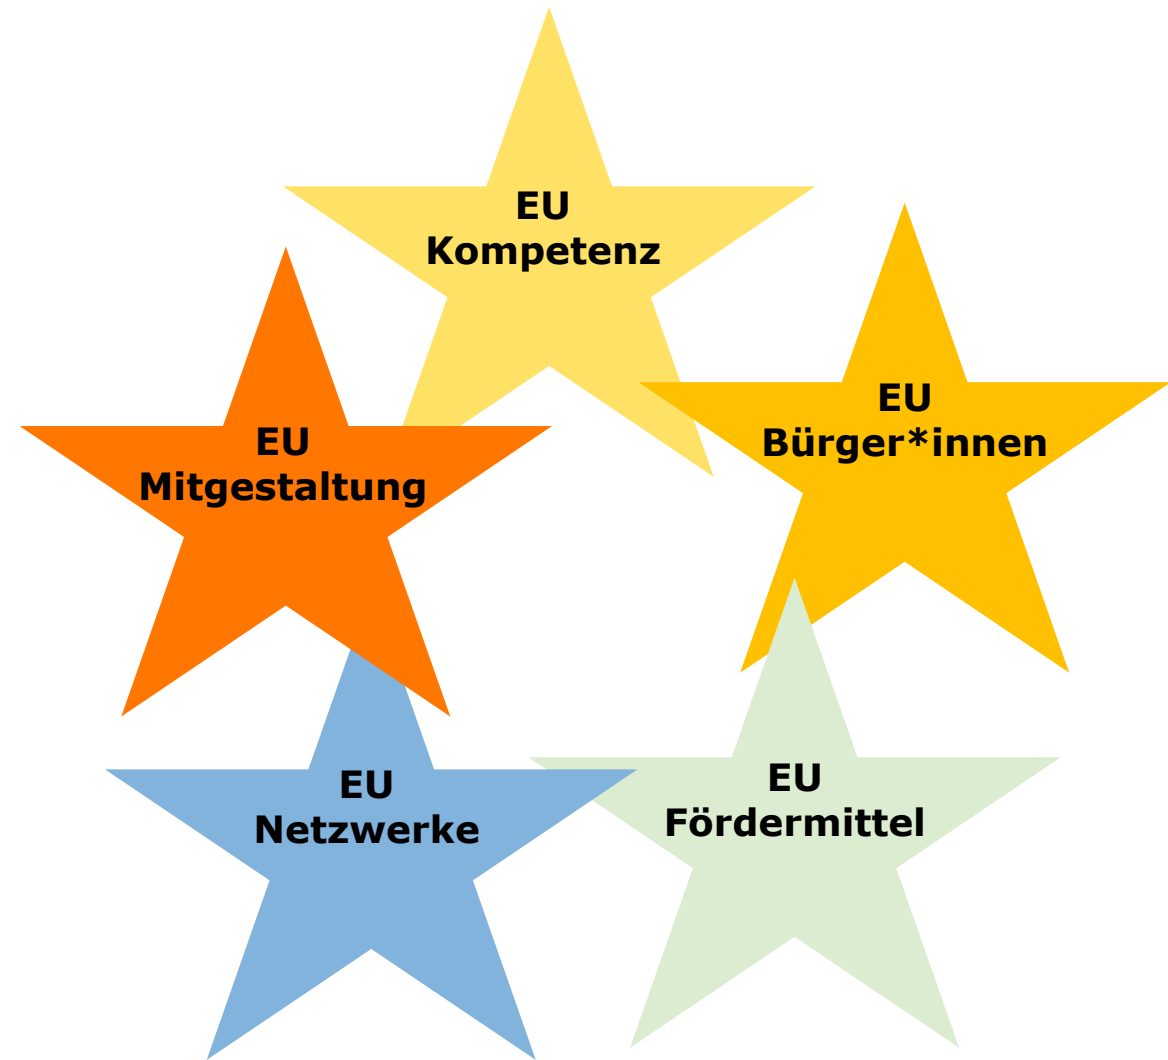 EU
Kompetenz
EU
Bürger*innen
EU
Mitgestaltung
EU
Netzwerke
EU
Fördermittel